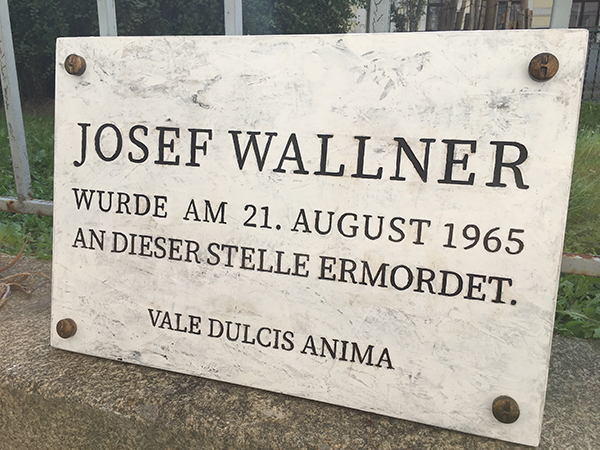 JOSEF WALLNER
WURDE AM 21. AUGUST 1965
AN DIESER STELLE ERMORDET.
VALE DULCIS ANIMA